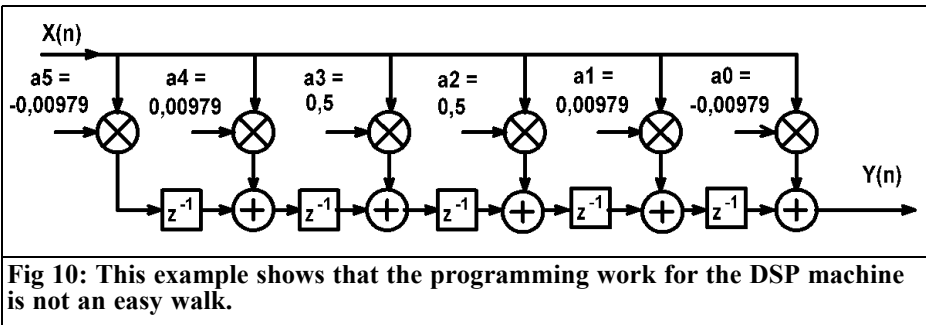 X(n)
a5 = a4 = a3 = a2 = a1 = a0 =
-0,00979 0,00979 0,5 0,5 0,00979 -0,00979
Y(n)
z-1 z-1 z-1 z-1 z-1
Fig 10: This example shows that the programming work for the DSP machine
is not an easy walk.